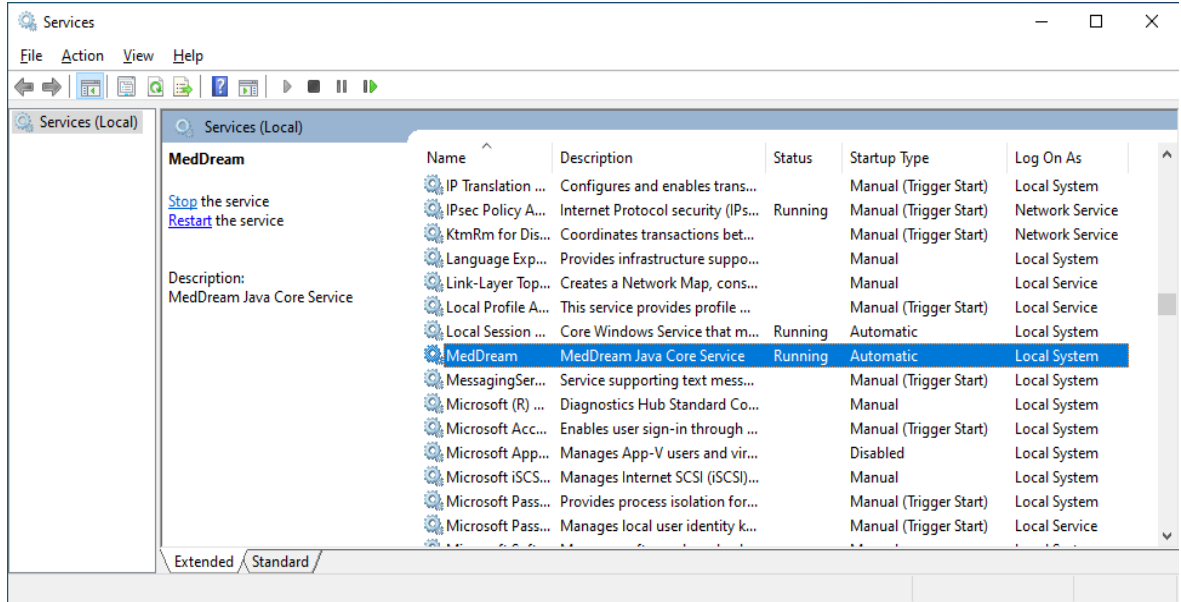 Services
File Action View Help
Services (Local)
Services (Local)
MedDream
Stop the service
Restart the service
Description:
MedDream Java Core Service
Name Description Status Startup Type Log On As
IP Translation ... Configures and enables trans... Manual (Trigger Start) Local System
IPsec Policy A... Internet Protocol security (IPs... Running Manual (Trigger Start) Network Service
KtmRm for Dis... Coordinates transactions bet... Manual (Trigger Start) Network Service
Language Exp... Provides infrastructure suppo... Manual Local System
Link-Layer Top... Creates a Network Map, cons... Manual Local Service
Local Profile A... This service provides profile ... Manual (Trigger Start) Local Service
Local Session ... Core Windows Service that m... Running Automatic Local System
MedDream MedDream Java Core Service Running Automatic Local System
MessagingSer... Service supporting text mess... Manual (Trigger Start) Local System
Microsoft (R) ... Diagnostics Hub Standard Co... Manual Local System
Microsoft Acc... Enables user sign-in through ... Manual (Trigger Start) Local System
Microsoft App... Manages App-V users and vir... Disabled Local System
Microsoft iSCS... Manages Internet SCSI (iSCSI)... Manual Local System
Microsoft Pass... Provides process isolation for... Manual (Trigger Start) Local System
Microsoft Pass... Manages local user identity k... Manual (Trigger Start) Local Service
Extended Standard